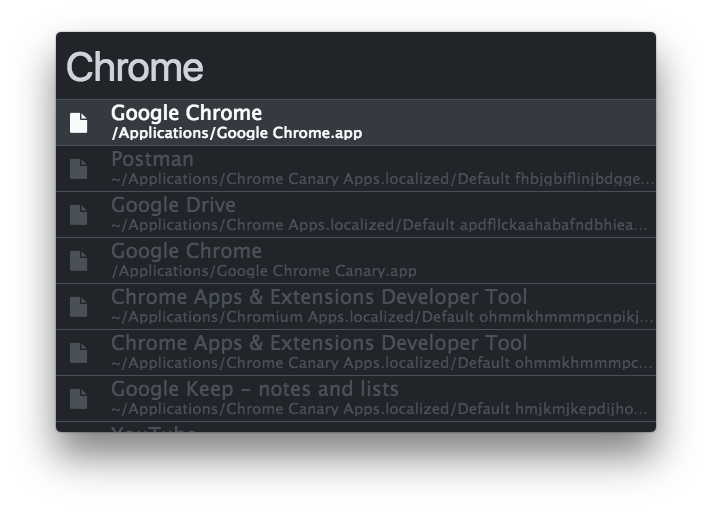 Chrome
Google Chrome
/Applications/Google Chrome.app
Postman
~/Applications/Chrome Canary Apps.localized/Default fhbjgbiflinjbdgge...
Google Drive
~/Applications/Chrome Apps.localized/Default apdfllckaahabafndbhiea...
Google Chrome
/Applications/Google Chrome Canary.app
Chrome Apps & Extensions Developer Tool
~/Applications/Chromium Apps.localized/Default ohmmkhmmmpcnpikj...
Chrome Apps & Extensions Developer Tool
~/Applications/Chrome Canary Apps.localized/Default ohmmkhmmmpc...
Google Keep – notes and lists
~/Applications/Chrome Canary Apps.localized/Default hmjkmjkepdijho...
YouTube